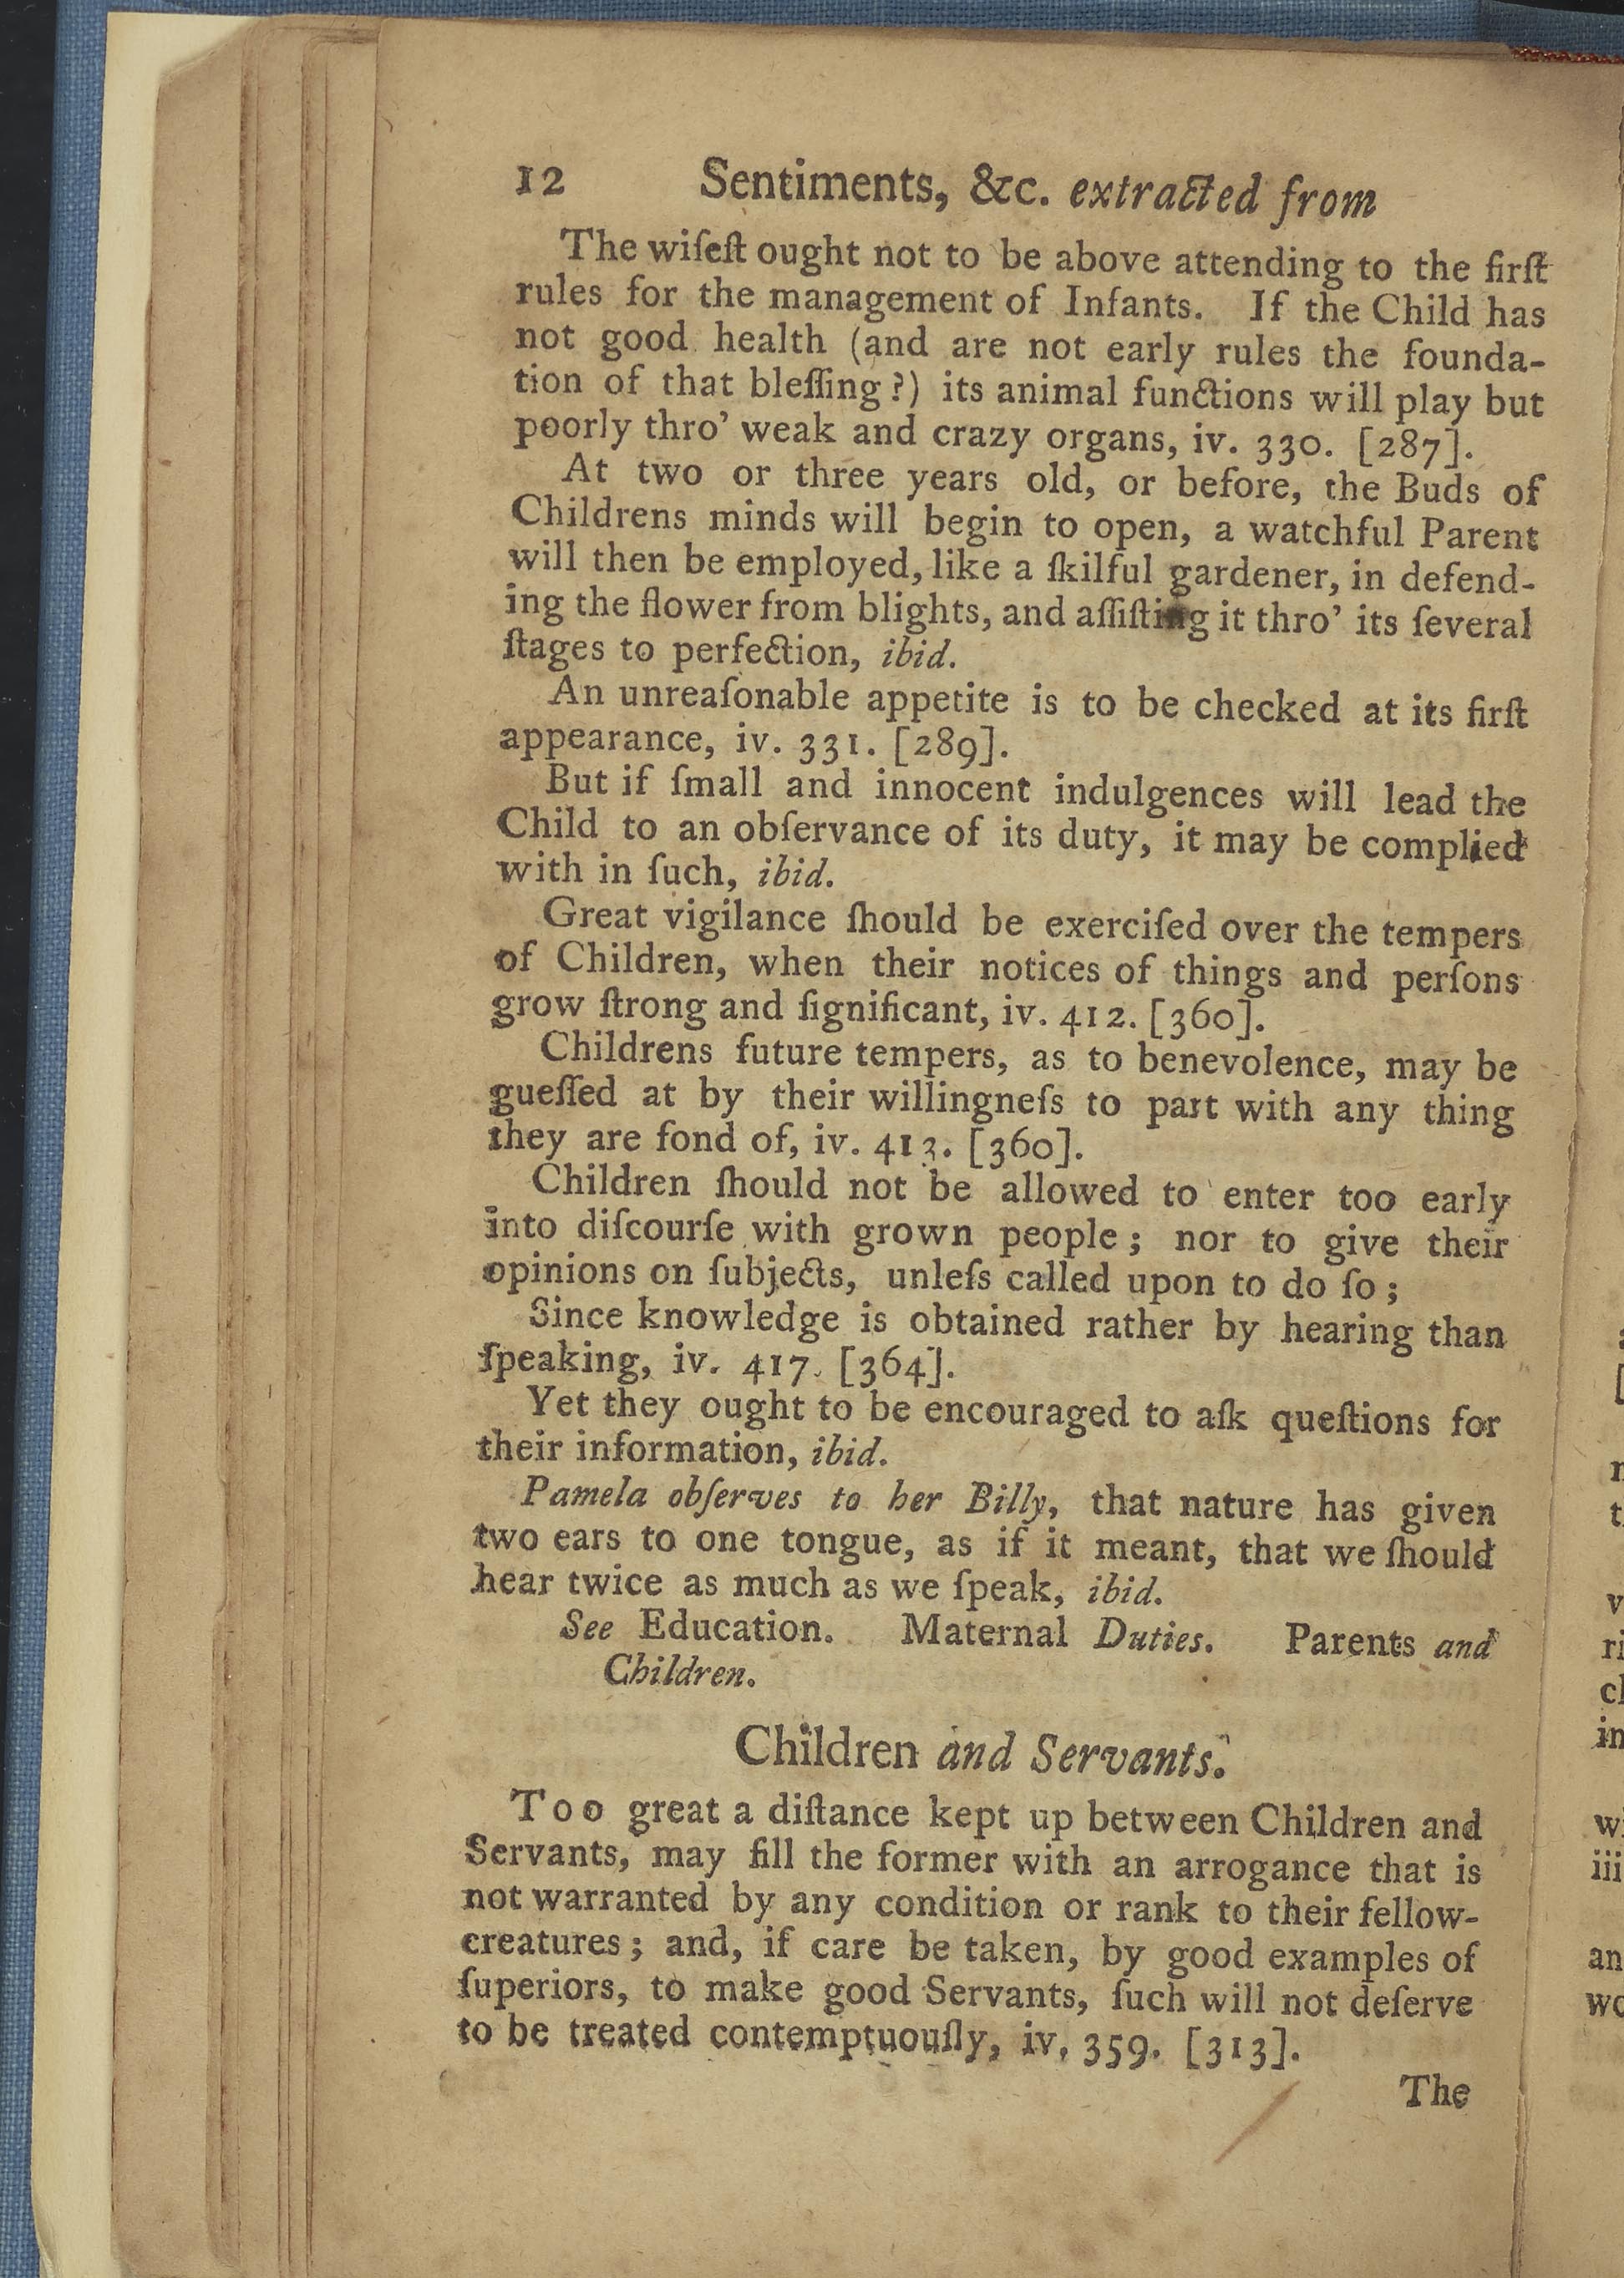 12 Sentiments, &c. extracted from
The wiſeſt ought not to be above attending to the firſt
rules for the management of Infants. If the Child has
not good health (and are not early rules the founda-
tion of that bleſſing?) its animal functions will play but
poorly thro' weak and crazy organs, iv. 330. [287].
At two or three years old, or before, the Buds of
Childrens minds will begin to open, a watchful Parent
will then be employed, like a ſkilful gardener, in defend-
ing the flower from blights, and aſſiſting it thro' its ſeveral
ſtages to perfection, ibid.
An unreaſonable appetite is to be checked at its firſt
appearance, iv. 331. [289].
But if ſmall and innocent indulgences will lead the
Child to an obſervance of its duty, it may be complied
with in ſuch, ibid.
Great vigilance ſhould be exerciſed over the tempers
of Children, when their notices of things and perſons
grow ſtrong and ſignificant, iv. 412. [360].
Childrens future tempers, as to benevolence, may be
gueſſed at by their willingneſs to part with any thing
they are fond of, iv. 413. [360].
Children ſhould not be allowed to enter too early
into diſcourſe with grown people; nor to give their
opinions on ſubjects, unleſs called upon to do ſo;
Since knowledge is obtained rather by hearing than
ſpeaking, iv. 417. [364].
Yet they ought to be encouraged to aſk queſtions for
their information, ibid.
Pamela obſerves to her Billy, that nature has given
two ears to one tongue, as if it meant, that we ſhould
hear twice as much as we ſpeak, ibid.
See Education. Maternal Duties. Parents and
Children.
Children and Servants.
Too great a diſtance kept up between Children and
Servants, may fill the former with an arrogance that is
not warranted by any condition or rank to their fellow-
creatures; and, if care be taken, by good examples of
ſuperiors, to make good Servants, ſuch will not deſerve
to be treated contemptuouſly, iv, 359. [313].
The